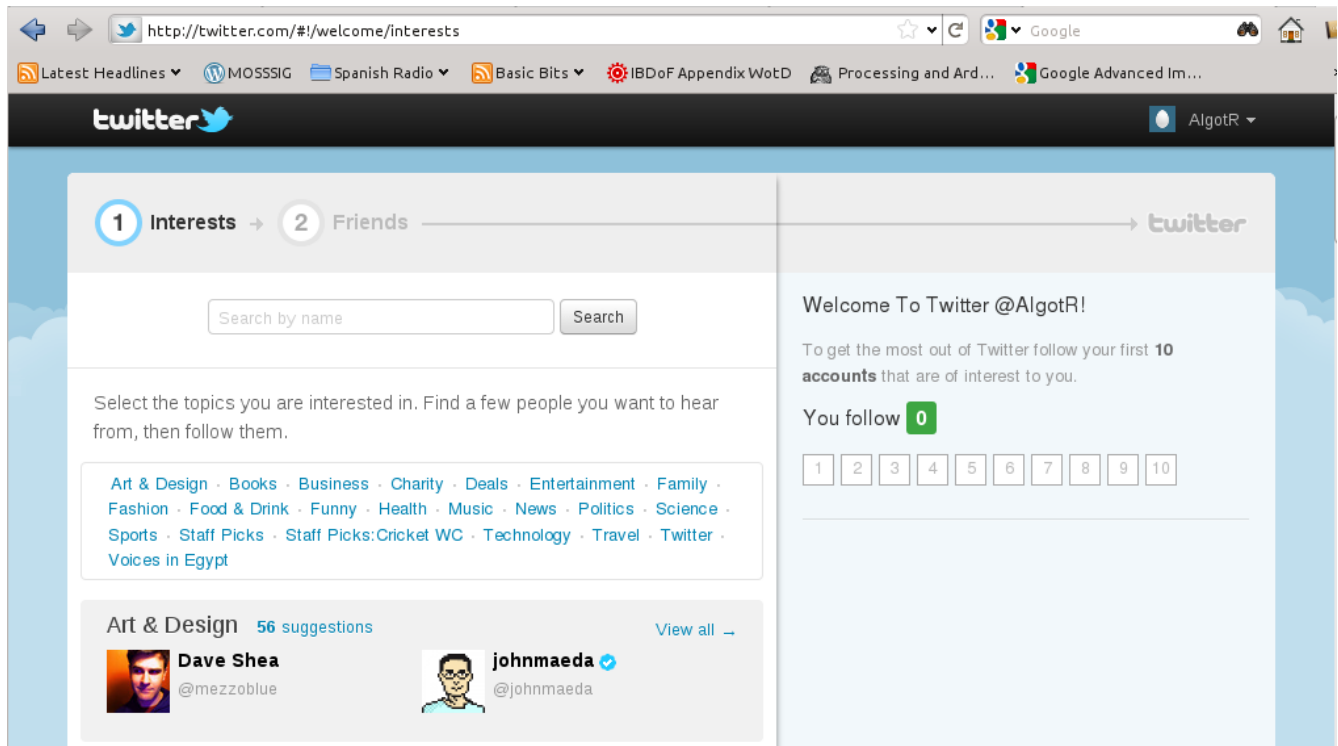 http://twitter.com/#!/welcome/interests
Google
Latest Headlines MOSSSIG Spanish Radio Basic Bits IBDoF Appendix WotD Processing and Ard... Google Advanced Im...
twitter AlgotR
1 Interests → 2 Friends → twitter
Search by name Search
Select the topics you are interested in. Find a few people you want to hear
from, then follow them.
Art & Design · Books · Business · Charity · Deals · Entertainment · Family ·
Fashion · Food & Drink · Funny · Health · Music · News · Politics · Science ·
Sports · Staff Picks · Staff Picks:Cricket WC · Technology · Travel · Twitter ·
Voices in Egypt
Art & Design 56 suggestions View all →
Dave Shea johnmaeda
@mezzoblue @johnmaeda
Welcome To Twitter @AlgotR!
To get the most out of Twitter follow your first 10
accounts that are of interest to you.
You follow 0
1 2 3 4 5 6 7 8 9 10